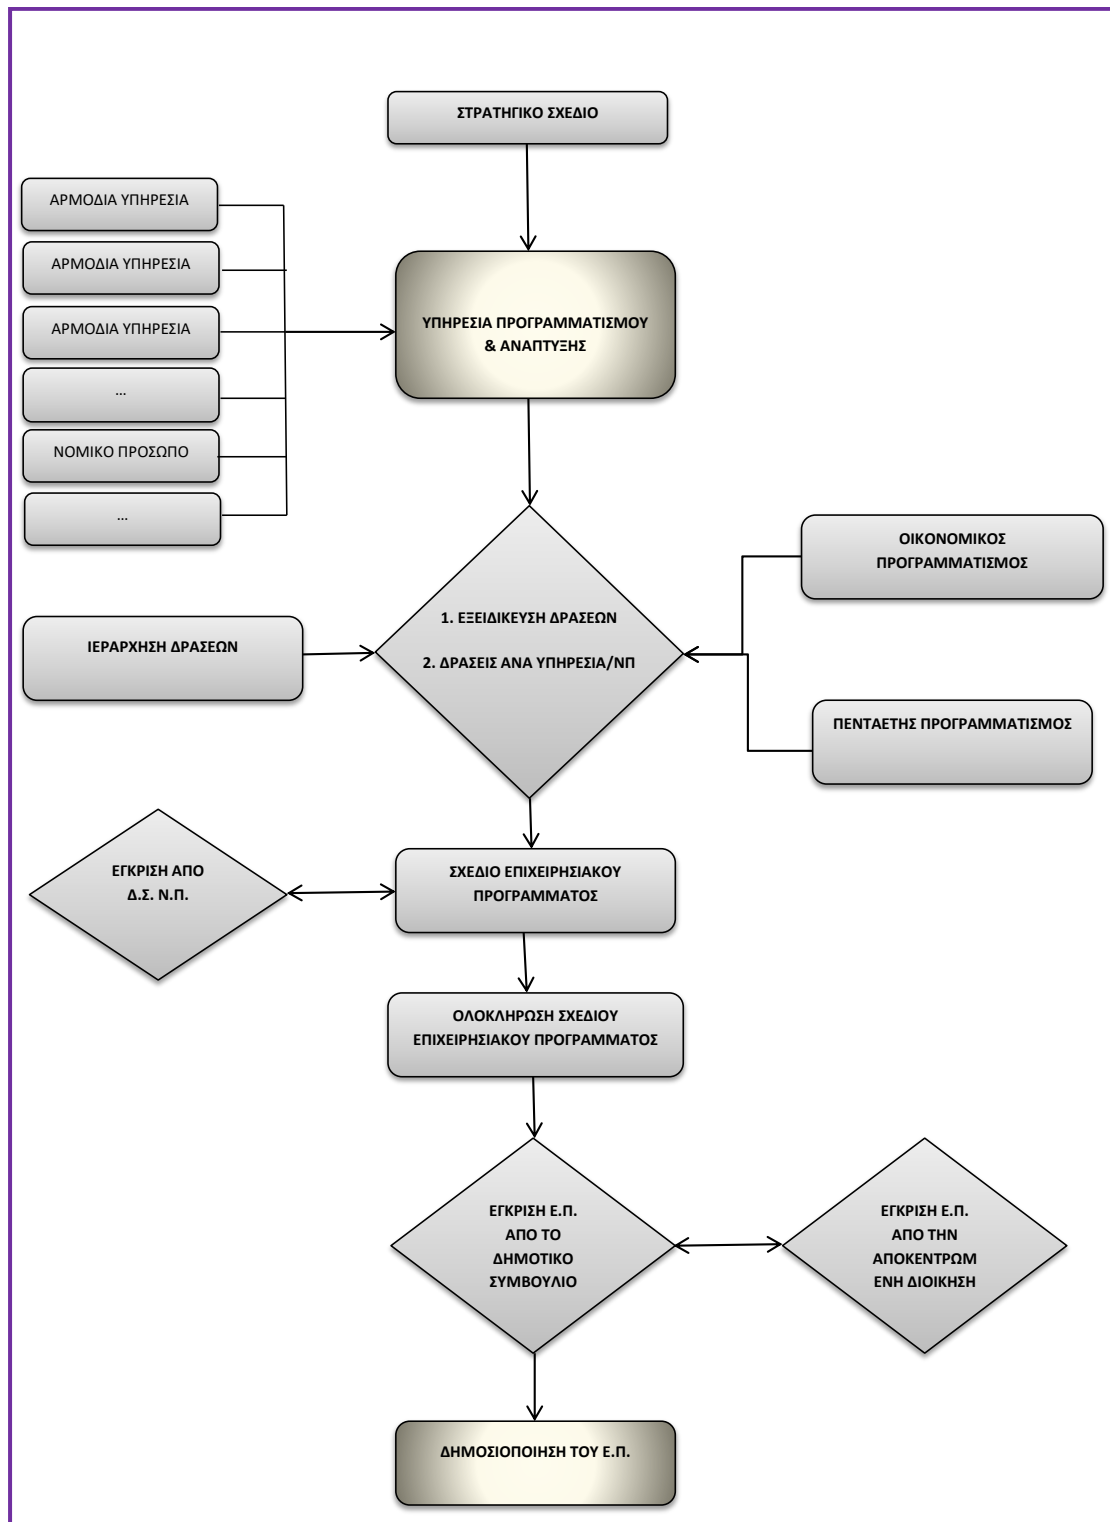 ΣΤΡΑΤΗΓΙΚΟ ΣΧΕΔΙΟ
ΑΡΜΟΔΙΑ ΥΠΗΡΕΣΙΑ
ΑΡΜΟΔΙΑ ΥΠΗΡΕΣΙΑ
ΑΡΜΟΔΙΑ ΥΠΗΡΕΣΙΑ
...
ΝΟΜΙΚΟ ΠΡΟΣΩΠΟ
...
ΥΠΗΡΕΣΙΑ ΠΡΟΓΡΑΜΜΑΤΙΣΜΟΥ
& ΑΝΑΠΤΥΞΗΣ
ΙΕΡΑΡΧΗΣΗ ΔΡΑΣΕΩΝ
1. ΕΞΕΙΔΙΚΕΥΣΗ ΔΡΑΣΕΩΝ
2. ΔΡΑΣΕΙΣ ΑΝΑ ΥΠΗΡΕΣΙΑ/ΝΠ
ΟΙΚΟΝΟΜΙΚΟΣ
ΠΡΟΓΡΑΜΜΑΤΙΣΜΟΣ
ΠΕΝΤΑΕΤΗΣ ΠΡΟΓΡΑΜΜΑΤΙΣΜΟΣ
ΕΓΚΡΙΣΗ ΑΠΟ
Δ.Σ. Ν.Π.
ΣΧΕΔΙΟ ΕΠΙΧΕΙΡΗΣΙΑΚΟΥ
ΠΡΟΓΡΑΜΜΑΤΟΣ
ΟΛΟΚΛΗΡΩΣΗ ΣΧΕΔΙΟΥ
ΕΠΙΧΕΙΡΗΣΙΑΚΟΥ ΠΡΟΓΡΑΜΜΑΤΟΣ
ΕΓΚΡΙΣΗ Ε.Π.
ΑΠΟ ΤΟ
ΔΗΜΟΤΙΚΟ
ΣΥΜΒΟΥΛΙΟ
ΕΓΚΡΙΣΗ Ε.Π.
ΑΠΟ ΤΗΝ
ΑΠΟΚΕΝΤΡΩΜ
ΕΝΗ ΔΙΟΙΚΗΣΗ
ΔΗΜΟΣΙΟΠΟΙΗΣΗ ΤΟΥ Ε.Π.